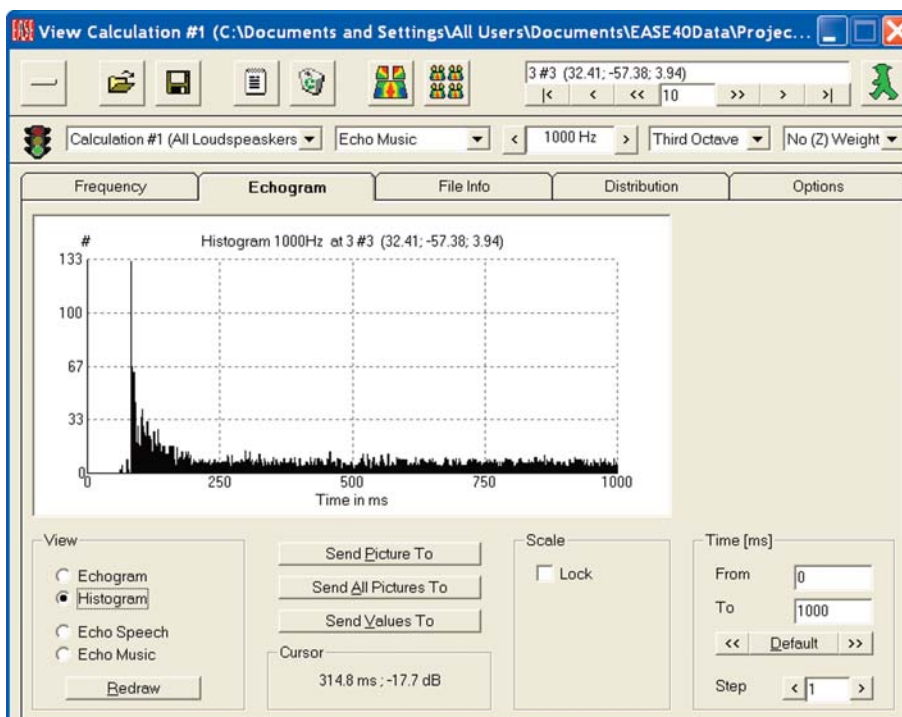 EASE View Calculation #1 (C:\Documents and Settings\All Users\Documents\EASE40Data\Projec...
3 #3 (32.41; -57.38; 3.94)
|< < << 10 >> > >|
Calculation #1 (All Loudspeaskers Echo Music < 1000 Hz > Third Octave No (Z) Weight
Frequency Echogram File Info Distribution Options
# Histogram 1000Hz at 3 #3 (32.41; -57.38; 3.94)
133
100
67
33
0
0 250 500 750 1000
Time in ms
View
Echogram
Histogram
Echo Speech
Echo Music
Redraw
Send Picture To
Send All Pictures To
Send Values To
Cursor
314.8 ms ; -17.7 dB
Scale
Lock
Time [ms]
From 0
To 1000
<< Default >>
Step < 1 >